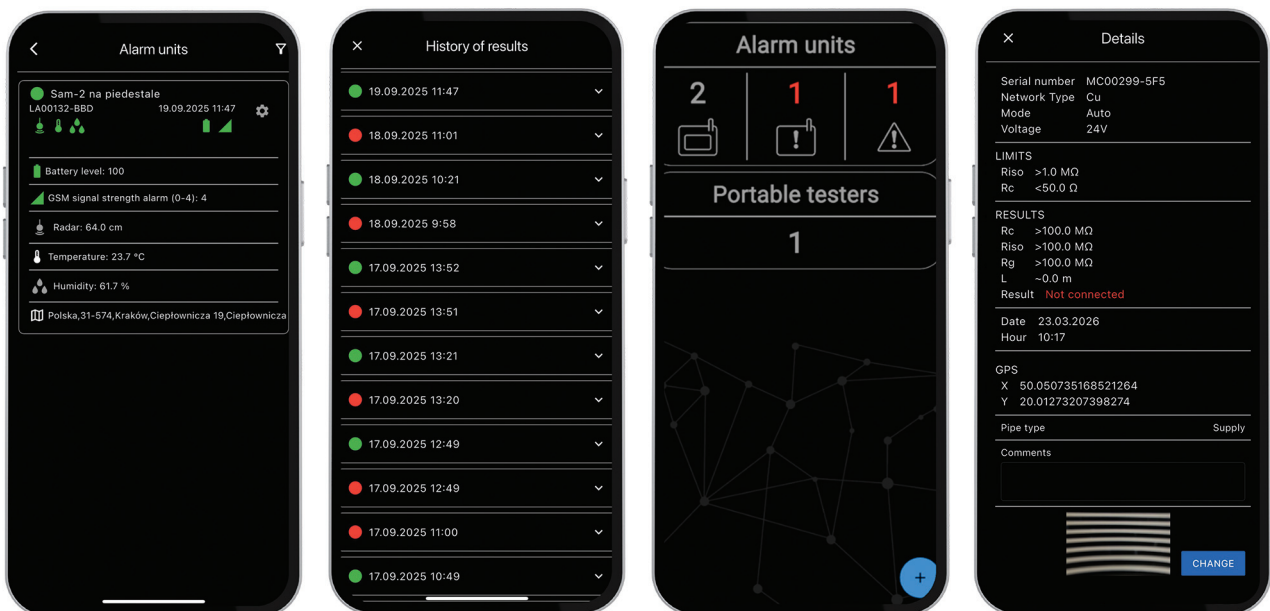 Alarm units
Sam-2 na piedestale
LA00132-BBD 19.09.2025 11:47
Battery level: 100
GSM signal strength alarm (0-4): 4
Radar: 64.0 cm
Temperature: 23.7 °C
Humidity: 61.7 %
Polska,31-574,Kraków,Ciepłownicza 19,Ciepłownicza
History of results
19.09.2025 11:47
18.09.2025 11:01
18.09.2025 10:21
18.09.2025 9:58
17.09.2025 13:52
17.09.2025 13:51
17.09.2025 13:21
17.09.2025 13:20
17.09.2025 12:49
17.09.2025 12:49
17.09.2025 11:00
17.09.2025 10:49
Alarm units
2 1 1
Portable testers
1
+
Details
Serial number MC00299-5F5
Network Type Cu
Mode Auto
Voltage 24V
LIMITS
Riso >1.0 MΩ
Rc <50.0 Ω
RESULTS
Rc >100.0 MΩ
Riso >100.0 MΩ
Rg >100.0 MΩ
L ~0.0 m
Result Not connected
Date 23.03.2026
Hour 10:17
GPS
X 50.050735168521264
Y 20.01273207398274
Pipe type Supply
Comments
CHANGE